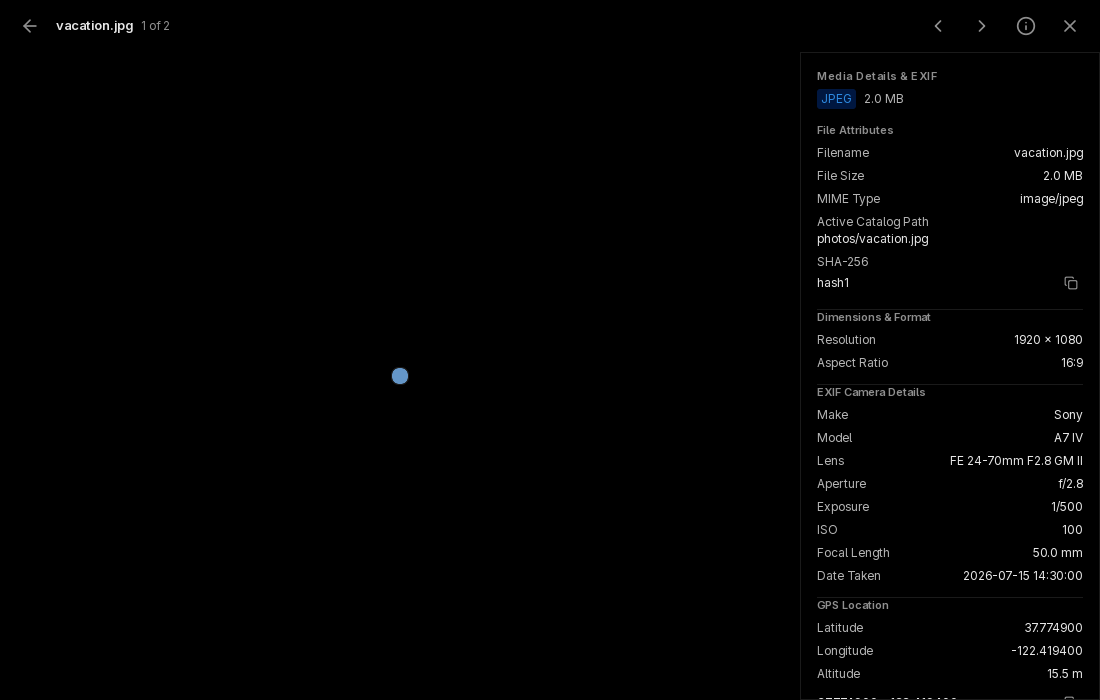 vacation.jpg 1 of 2
Media Details & EXIF
JPEG 2.0 MB
File Attributes
Filename vacation.jpg
File Size 2.0 MB
MIME Type image/jpeg
Active Catalog Path
photos/vacation.jpg
SHA-256
hash1
Dimensions & Format
Resolution 1920 × 1080
Aspect Ratio 16:9
EXIF Camera Details
Make Sony
Model A7 IV
Lens FE 24-70mm F2.8 GM II
Aperture f/2.8
Exposure 1/500
ISO 100
Focal Length 50.0 mm
Date Taken 2026-07-15 14:30:00
GPS Location
Latitude 37.774900
Longitude -122.419400
Altitude 15.5 m